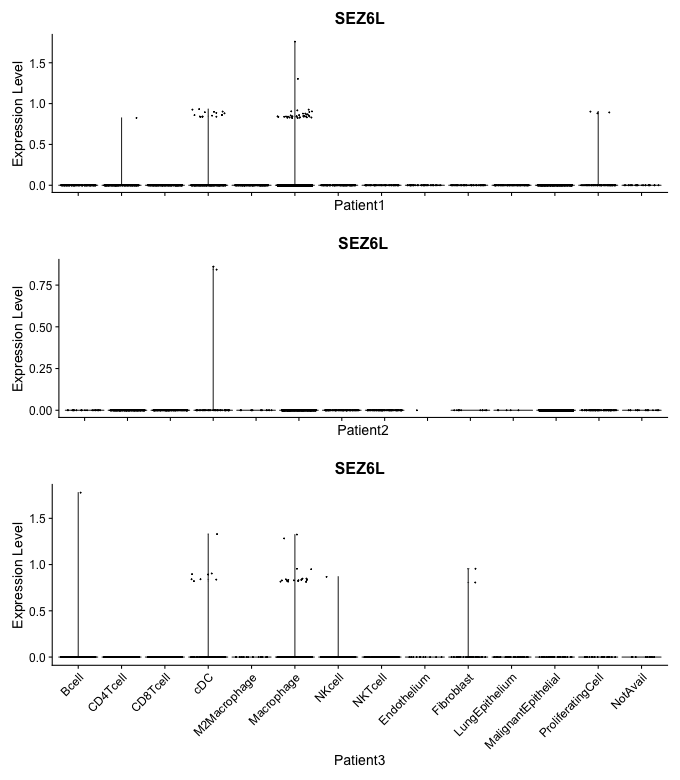 SEZ6L
Expression Level
1.5
1.0
0.5
0.0
Patient1
SEZ6L
Expression Level
0.75
0.50
0.25
0.00
Patient2
SEZ6L
Expression Level
1.5
1.0
0.5
0.0
Bcell
CD4Tcell
CD8Tcell
cDC
M2Macrophage
Macrophage
NKcell
NKTcell
Endothelium
Fibroblast
LungEpithelium
MalignantEpithelial
ProliferatingCell
NotAvail
Patient3